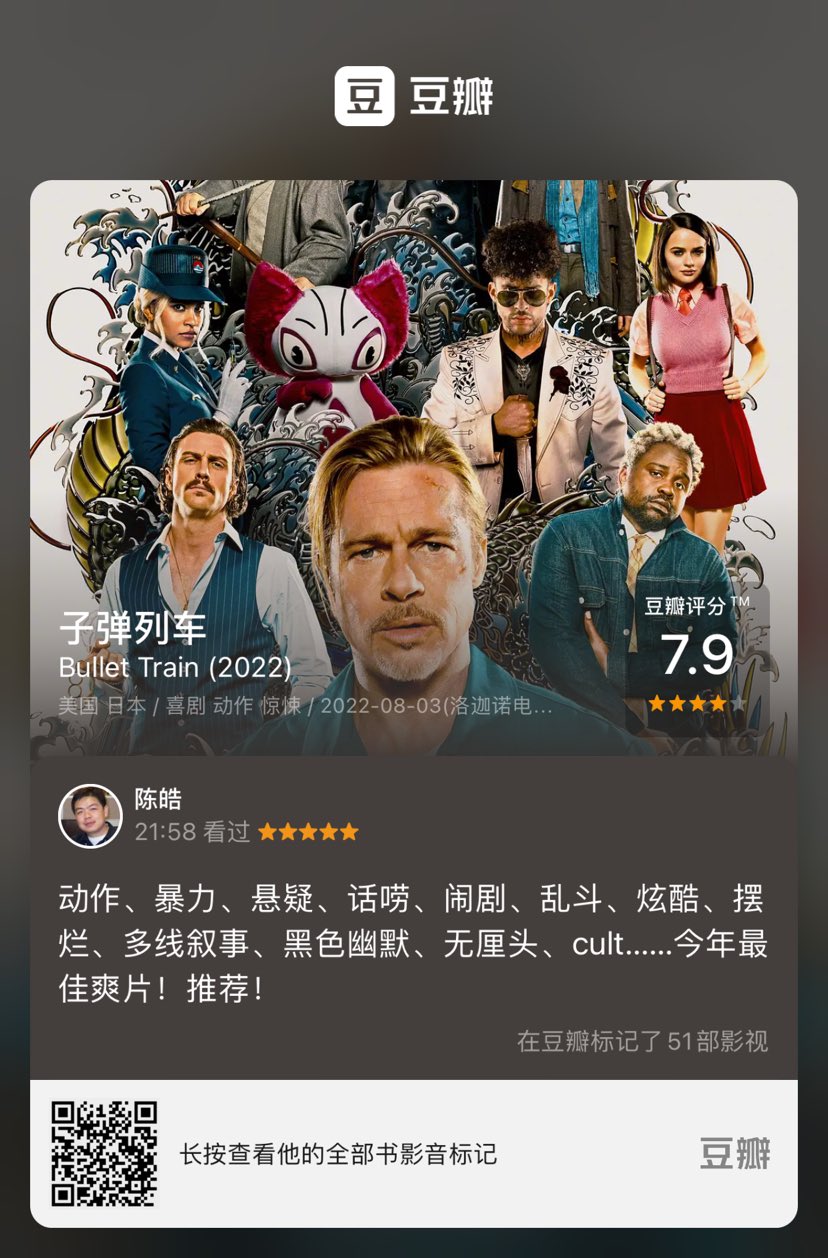 豆 豆瓣
豆瓣评分™
子弹列车
7.9
Bullet Train (2022)
美国 日本 / 喜剧 动作 惊悚 / 2022-08-03(洛迦诺电...
陈皓
21:58 看过
动作、暴力、悬疑、话唠、闹剧、乱斗、炫酷、摆
烂、多线叙事、黑色幽默、无厘头、cult......今年最
佳爽片！推荐！
在豆瓣标记了 51部影视
长按查看他的全部书影音标记
豆瓣